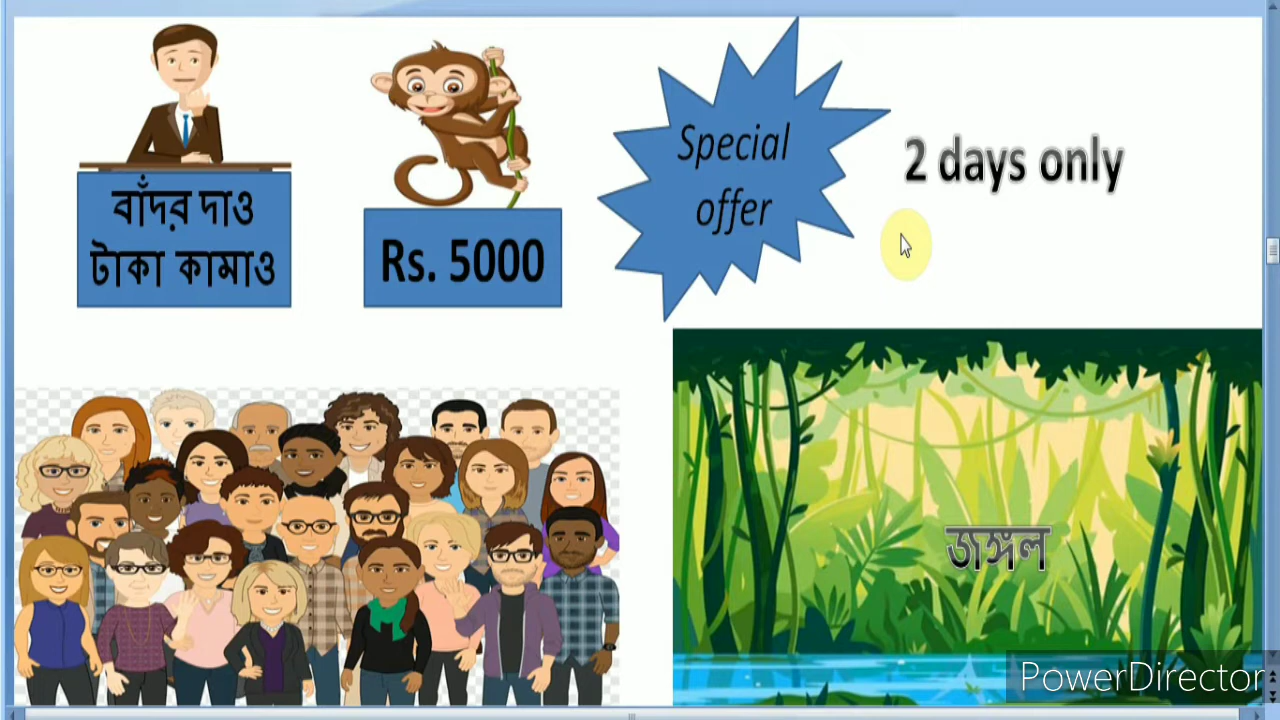 বাঁদর দাও
টাকা কামাও
Rs. 5000
Special
offer
2 days only
জঙ্গল
PowerDirector